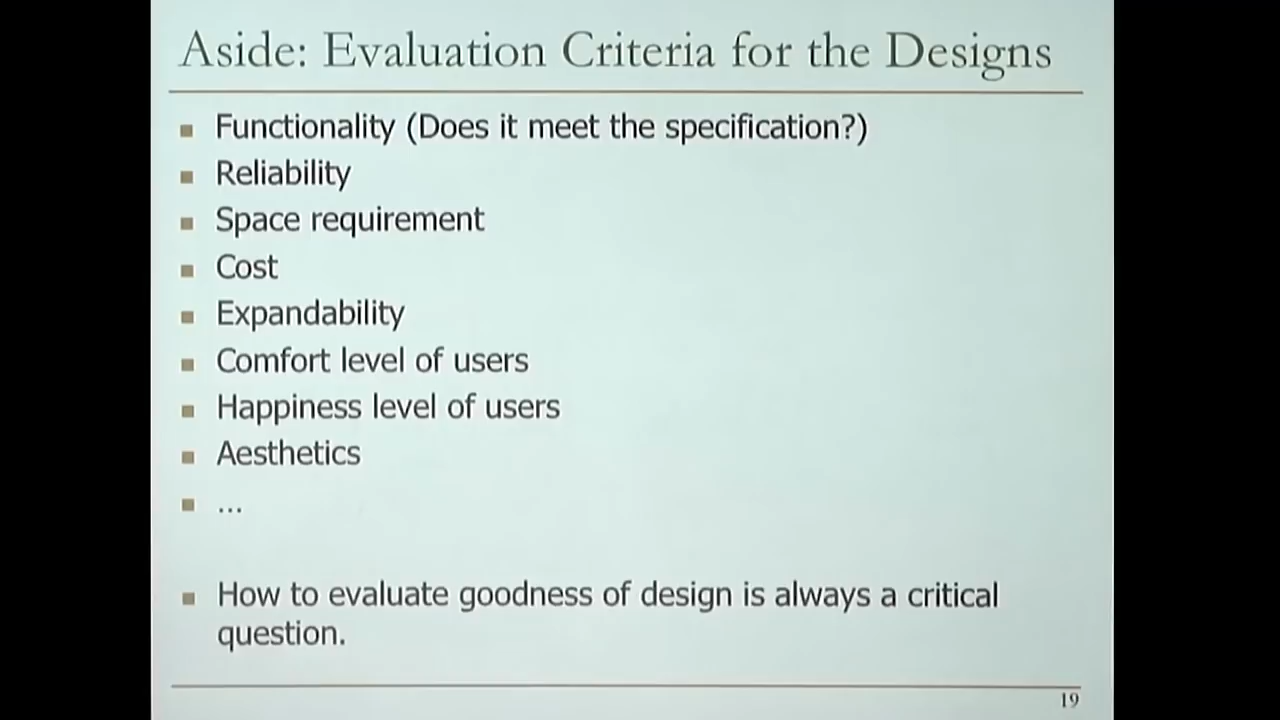 Aside: Evaluation Criteria for the Designs
Functionality (Does it meet the specification?)
Reliability
Space requirement
Cost
Expandability
Comfort level of users
Happiness level of users
Aesthetics
...
How to evaluate goodness of design is always a critical
question.
19